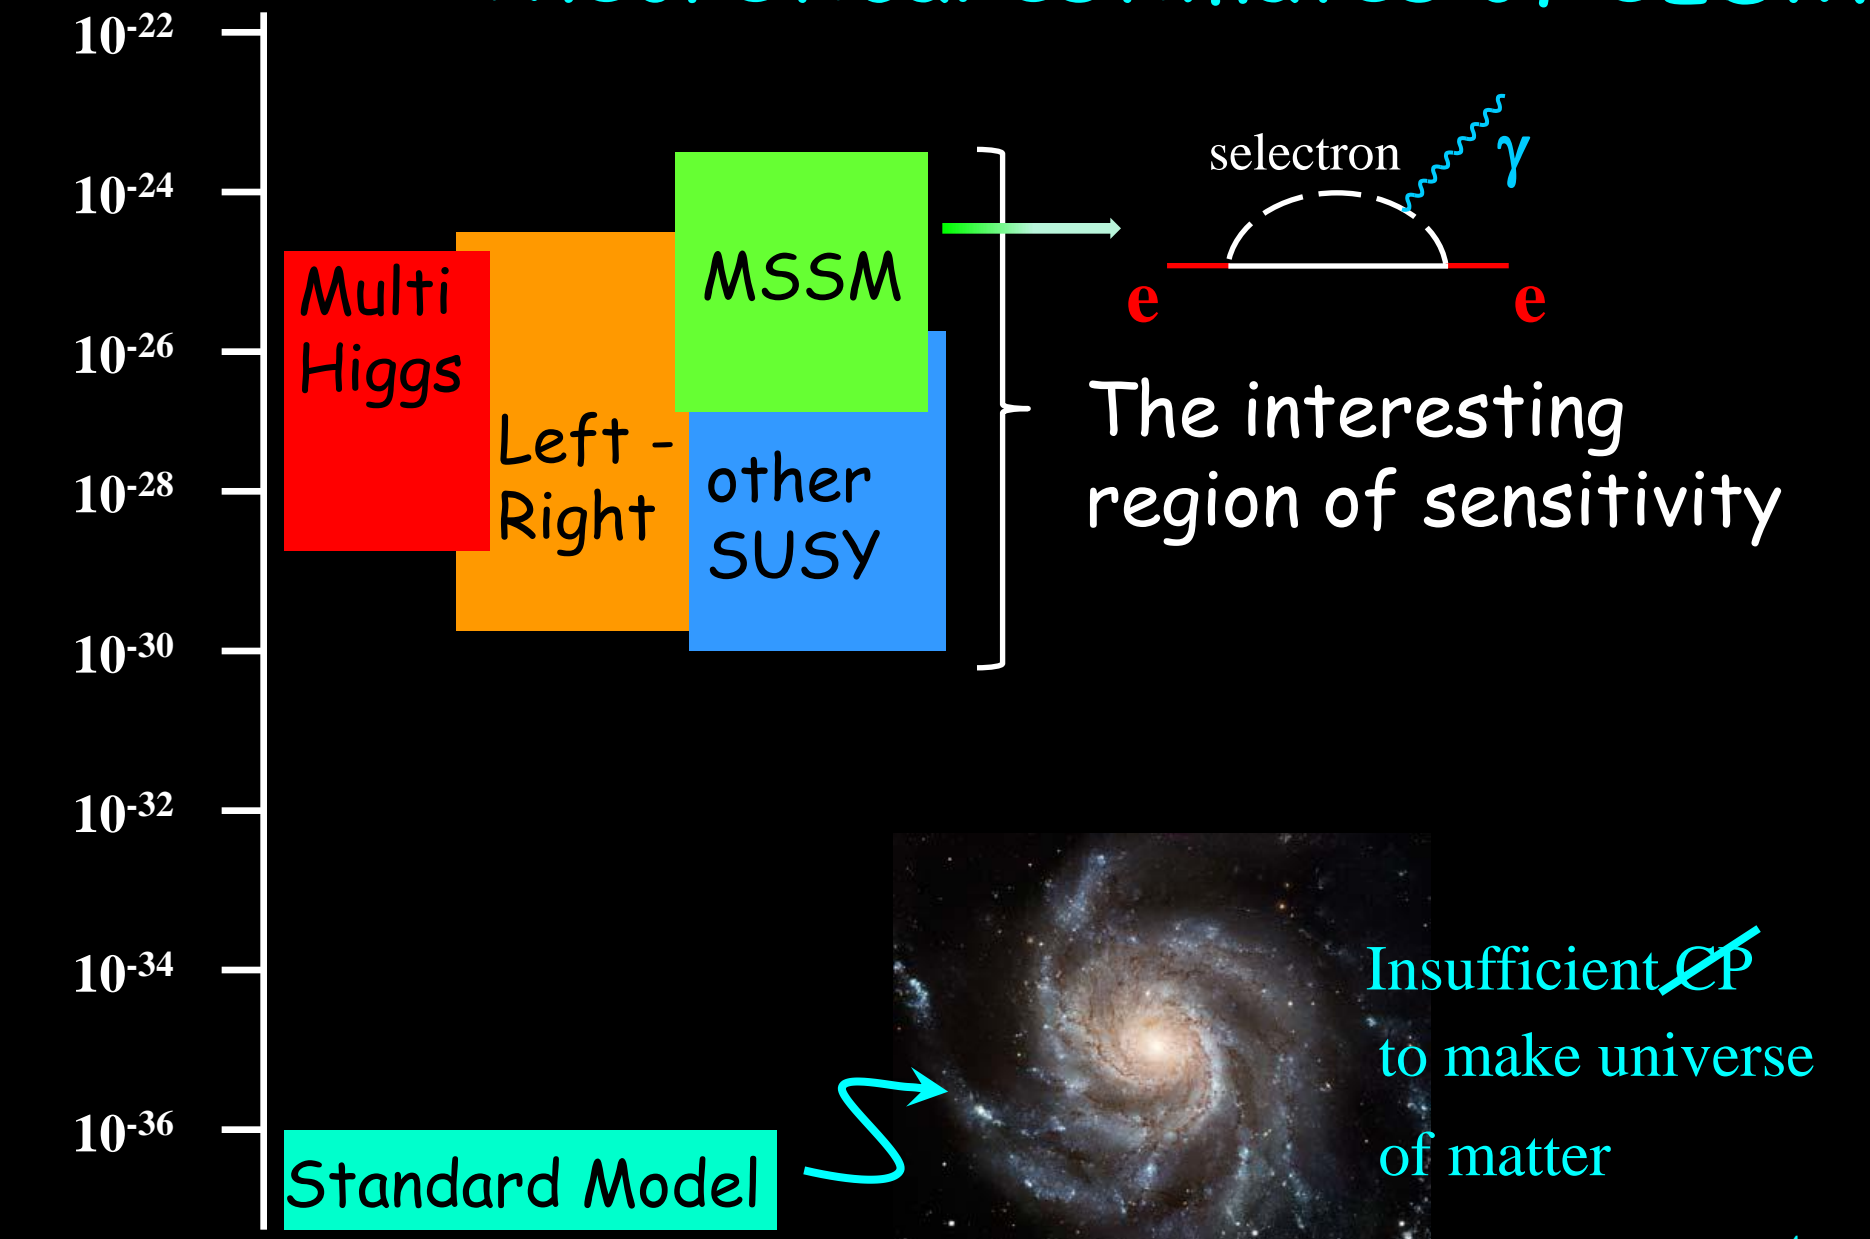 10-22
10-24
10-26
10-28
10-30
10-32
10-34
10-36
Multi
Higgs
Left -
Right
MSSM
other
SUSY
selectron
γ
e e
The interesting
region of sensitivity
Standard Model
Insufficient CP
to make universe
of matter